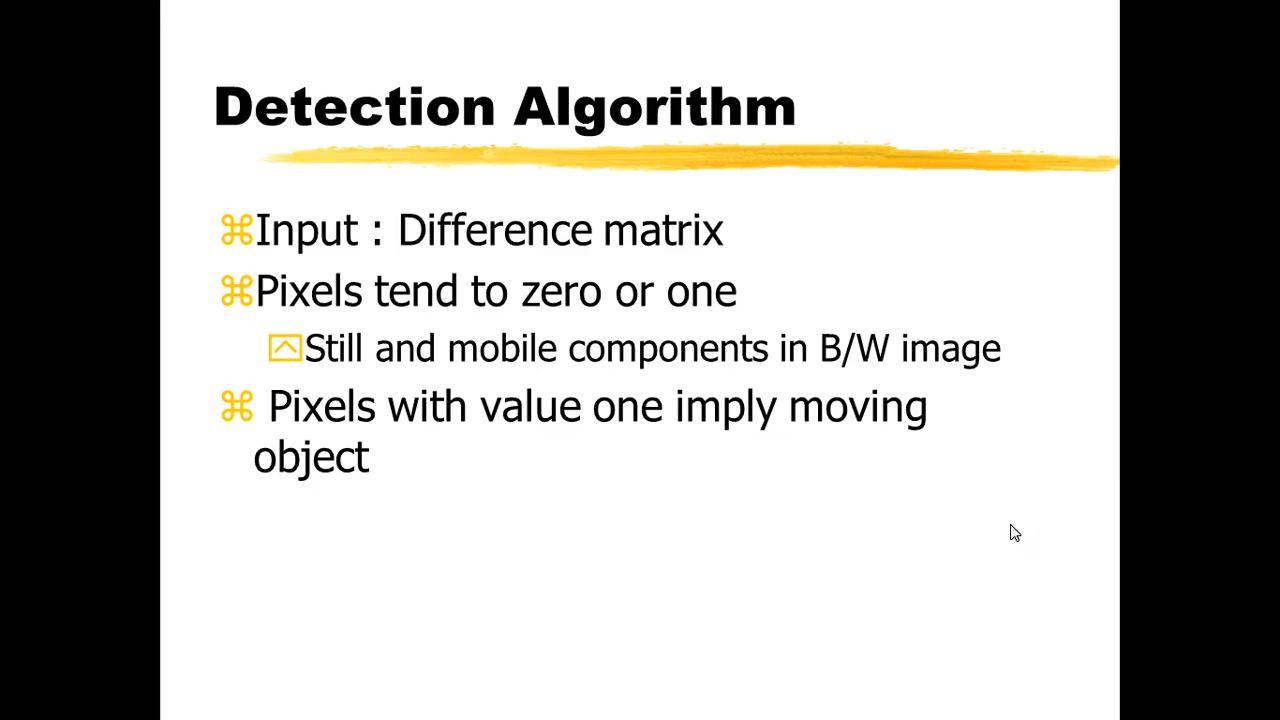 Detection Algorithm
Input : Difference matrix
Pixels tend to zero or one
Still and mobile components in B/W image
Pixels with value one imply moving
object